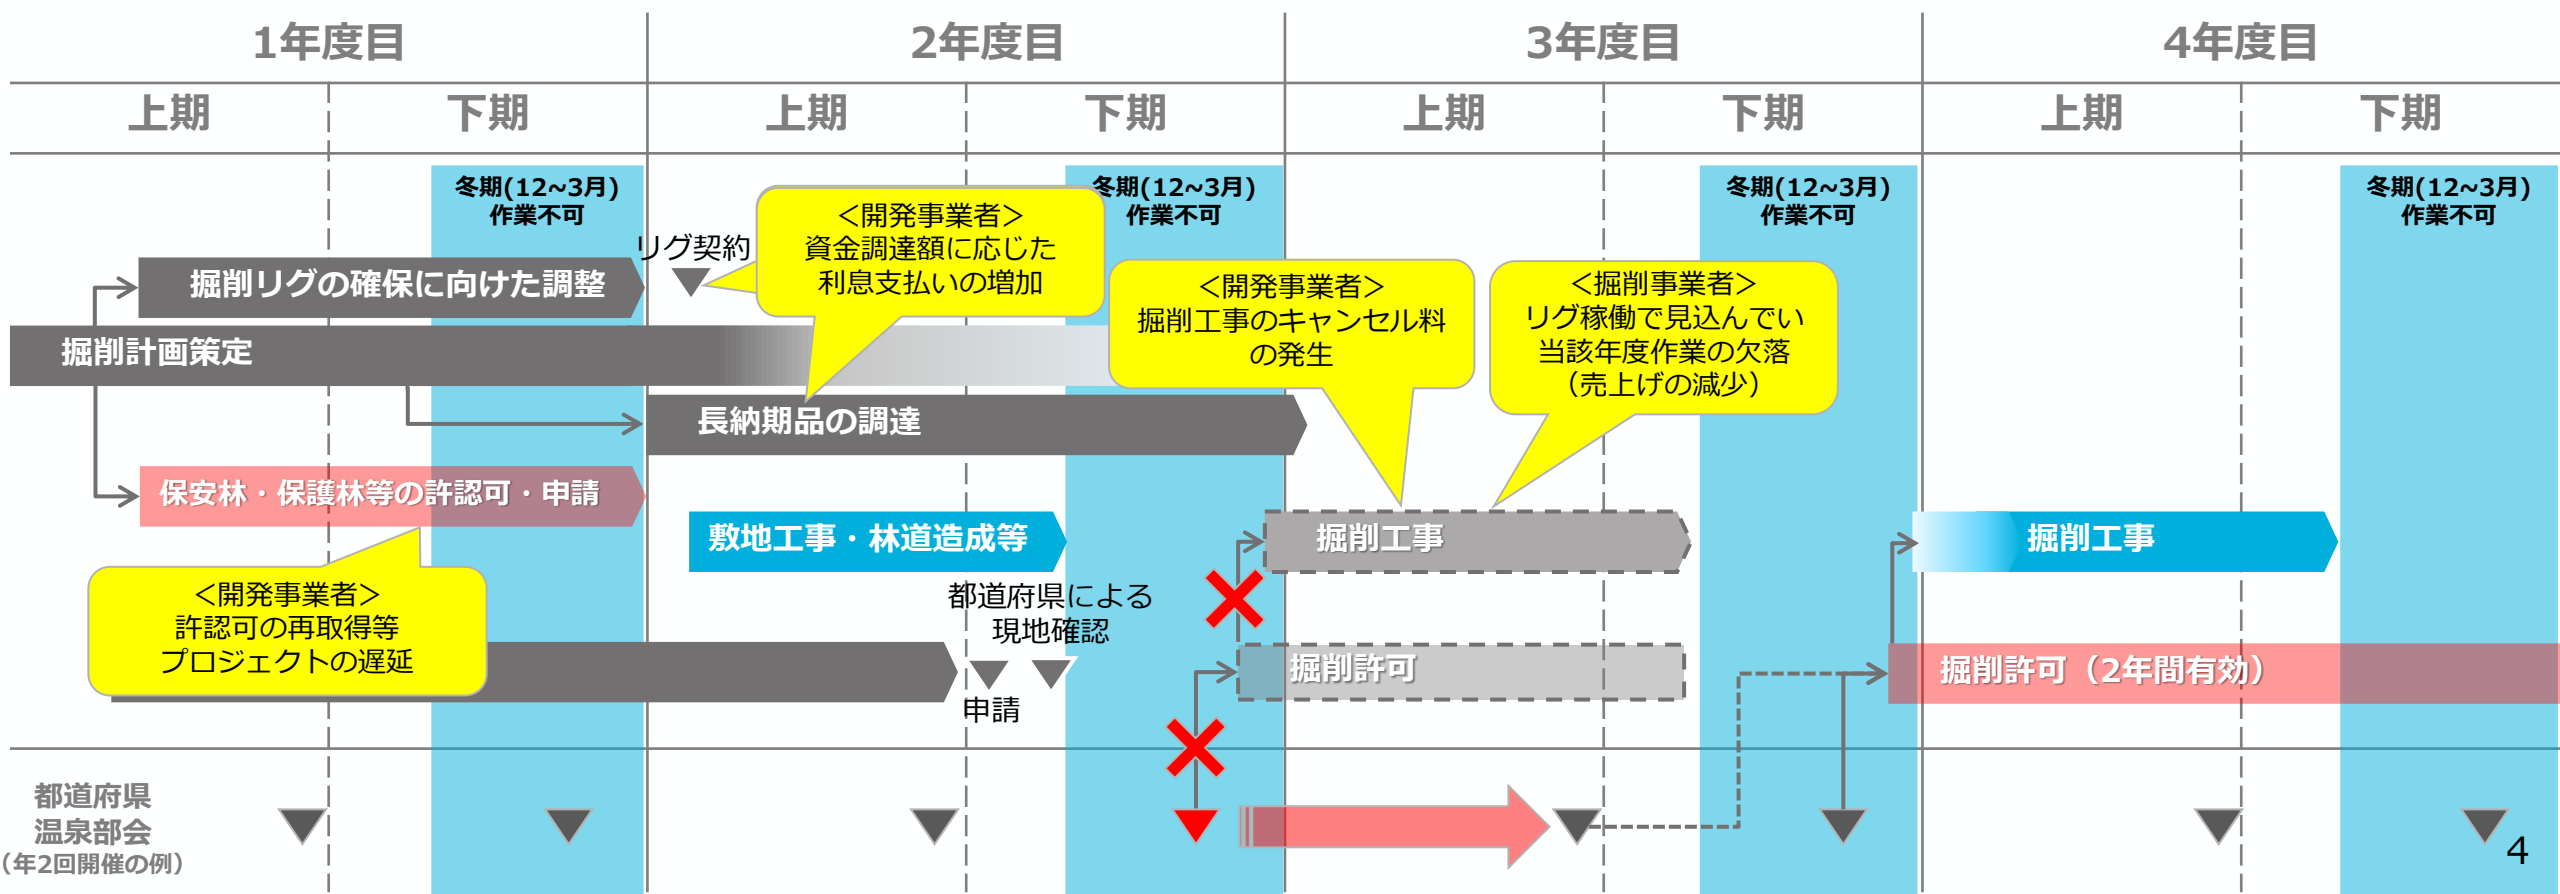 1年度目
2年度目
3年度目
4年度目
上期
下期
上期
下期
上期
下期
上期
下期
冬期(12~3月)
作業不可
冬期(12~3月)
作業不可
冬期(12~3月)
作業不可
冬期(12~3月)
作業不可
リグ契約
＜開発事業者＞
資金調達額に応じた
利息支払いの増加
＜開発事業者＞
掘削工事のキャンセル料
の発生
＜掘削事業者＞
リグ稼働で見込んでい
当該年度作業の欠落
（売上げの減少）
掘削リグの確保に向けた調整
掘削計画策定
長納期品の調達
保安林・保護林等の許認可・申請
敷地工事・林道造成等
掘削工事
掘削工事
＜開発事業者＞
許認可の再取得等
プロジェクトの遅延
都道府県による
現地確認
申請
掘削許可
掘削許可（2年間有効）
都道府県
温泉部会
（年2回開催の例）
4